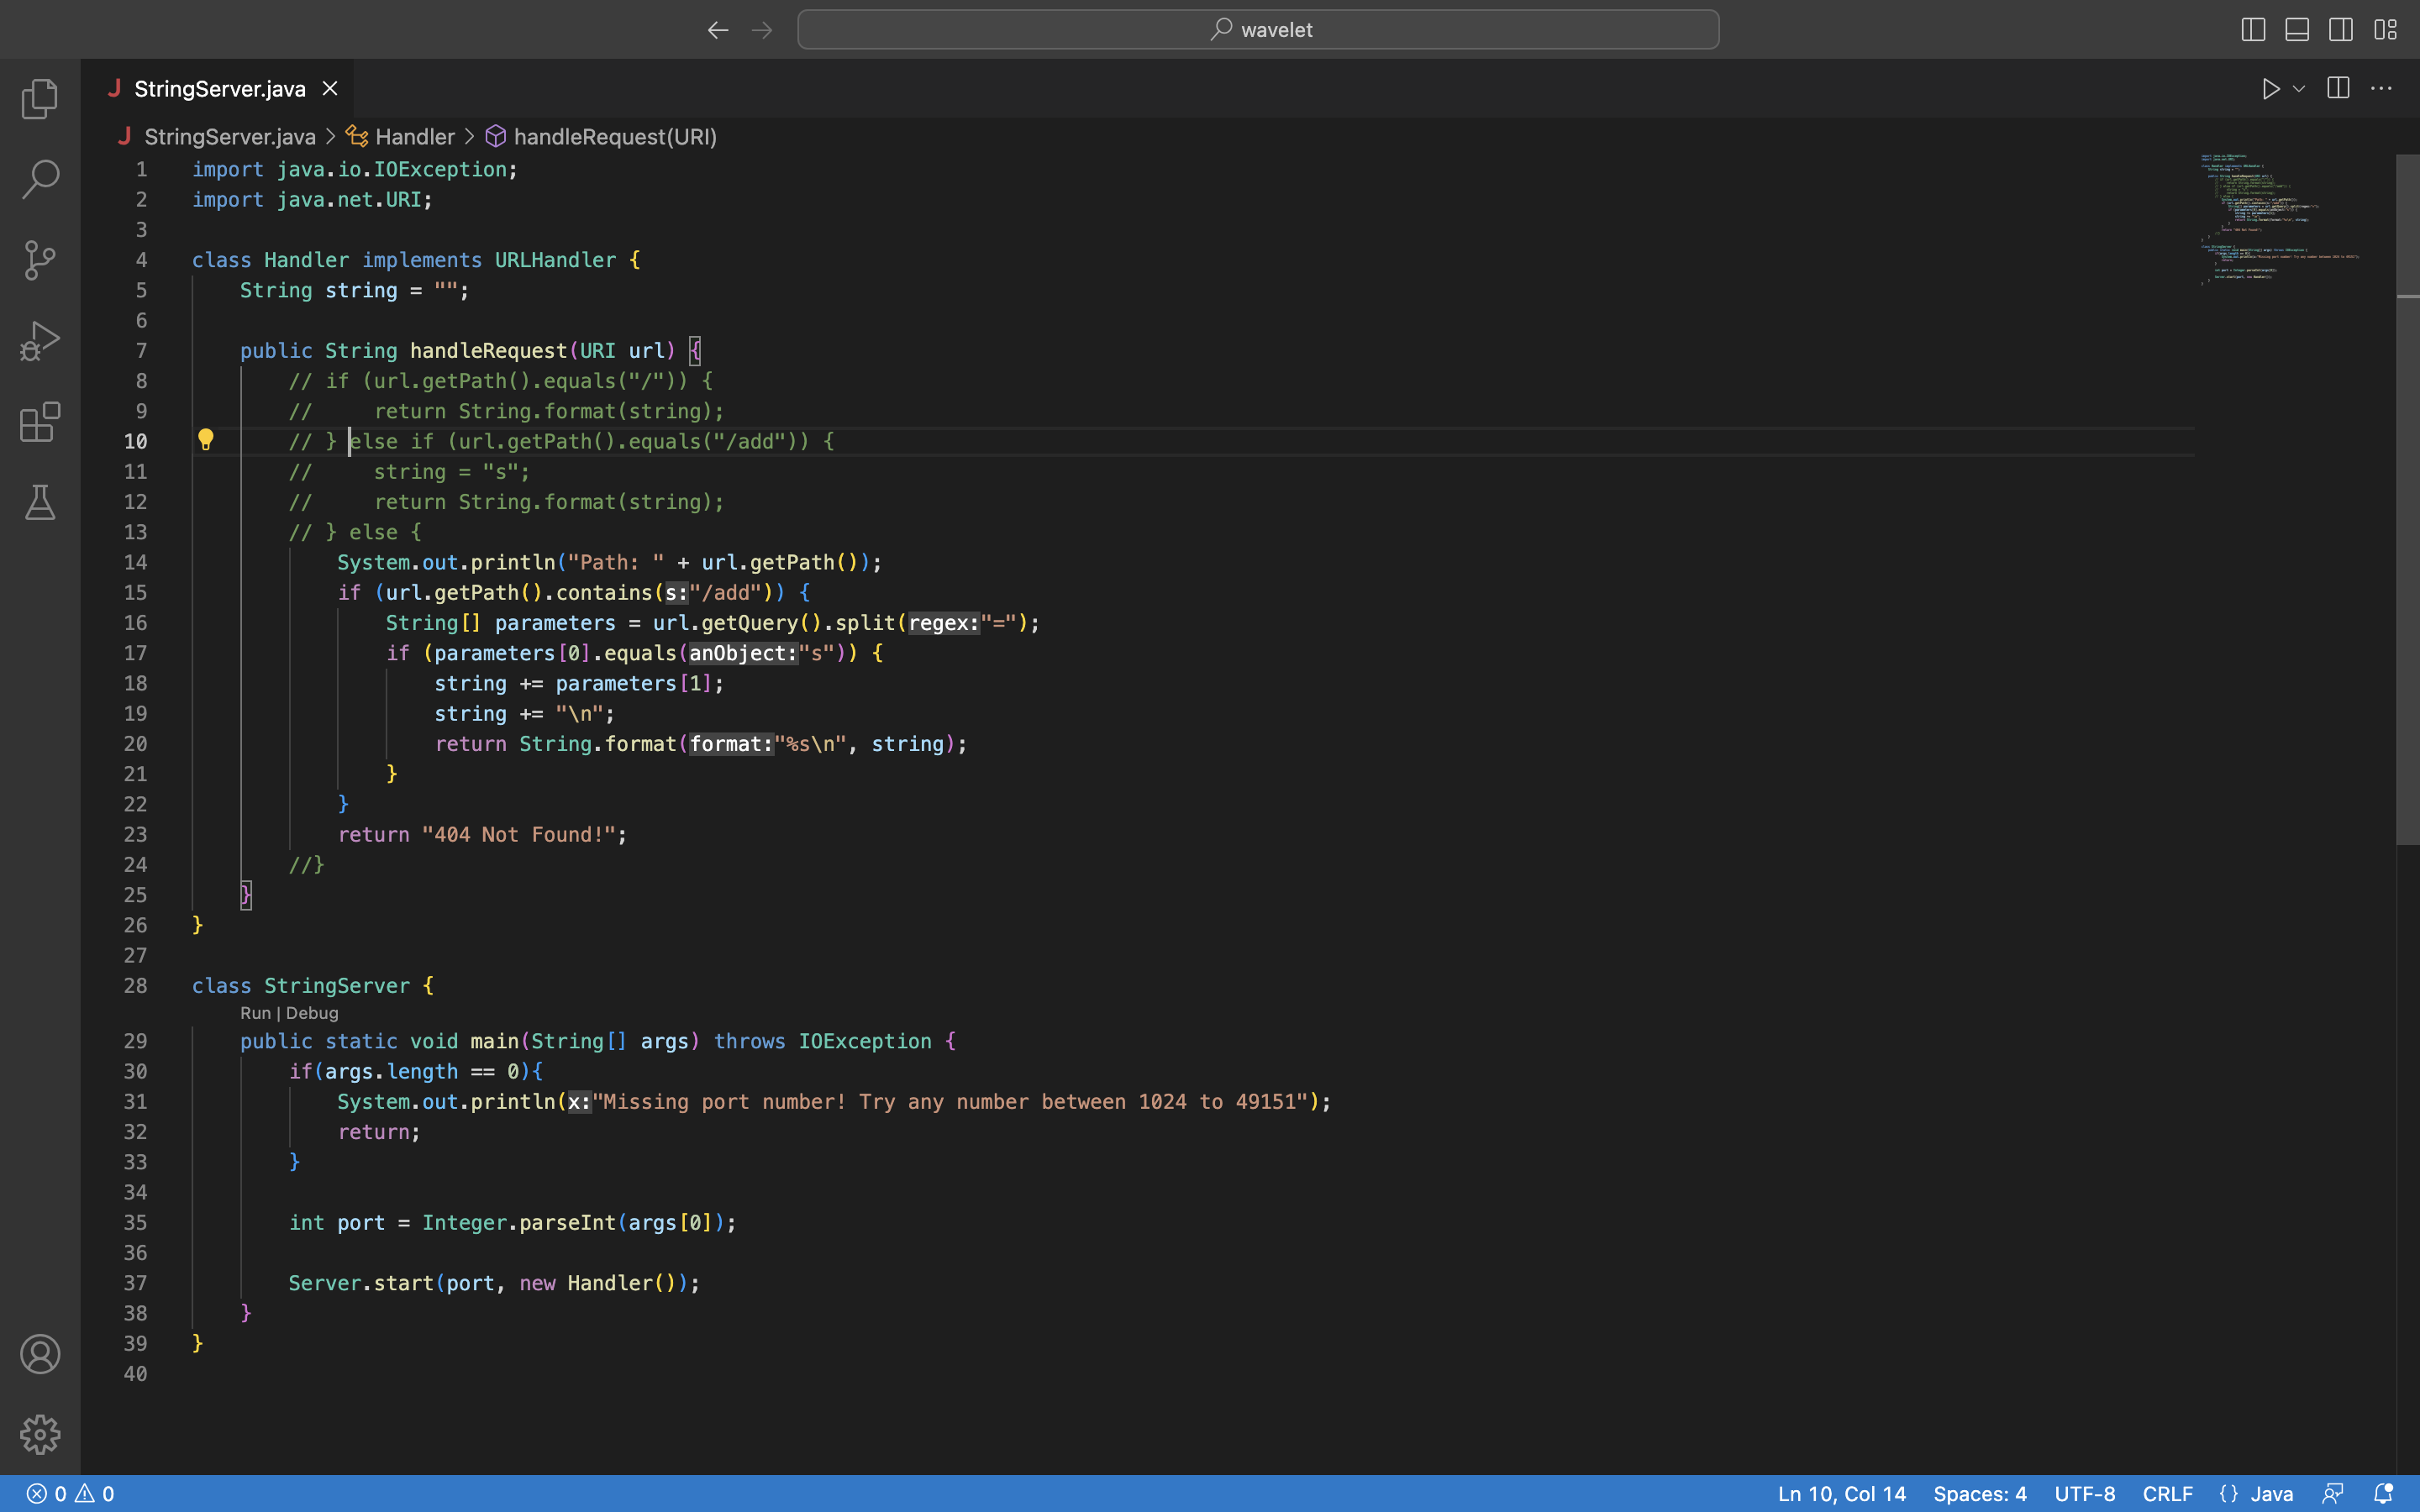 wavelet
StringServer.java
StringServer.java > Handler > handleRequest(URI)
1 import java.io.IOException;
2 import java.net.URI;
3
4 class Handler implements URLHandler {
5     String string = "";
6
7     public String handleRequest(URI url) {
8         // if (url.getPath().equals("/")) {
9         //     return String.format(string);
10         // } else if (url.getPath().equals("/add")) {
11         //     string = "s";
12         //     return String.format(string);
13         // } else {
14             System.out.println("Path: " + url.getPath());
15             if (url.getPath().contains(s:"/add")) {
16                 String[] parameters = url.getQuery().split(regex:"=");
17                 if (parameters[0].equals(anObject:"s")) {
18                     string += parameters[1];
19                     string += "\n";
20                     return String.format(format:"%s\n", string);
21                 }
22             }
23             return "404 Not Found!";
24         //}
25     }
26 }
27
28 class StringServer {
Run | Debug
29     public static void main(String[] args) throws IOException {
30         if(args.length == 0){
31             System.out.println(x:"Missing port number! Try any number between 1024 to 49151");
32             return;
33         }
34
35         int port = Integer.parseInt(args[0]);
36
37         Server.start(port, new Handler());
38     }
39 }
40
0 0 Ln 10, Col 14 Spaces: 4 UTF-8 CRLF {} Java